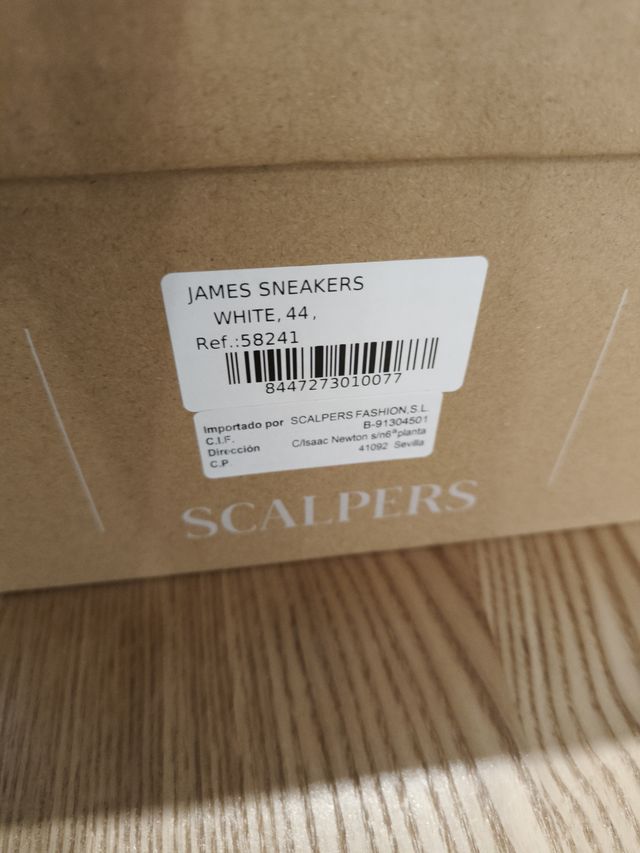 JAMES SNEAKERS
WHITE, 44 ,
Ref.:58241
8447273010077
Importado por SCALPERS FASHION,S.L.
C.I.F. B-91304501
Dirección C/Isaac Newton s/n6ªplanta
C.P. 41092 Sevilla
SCALPERS